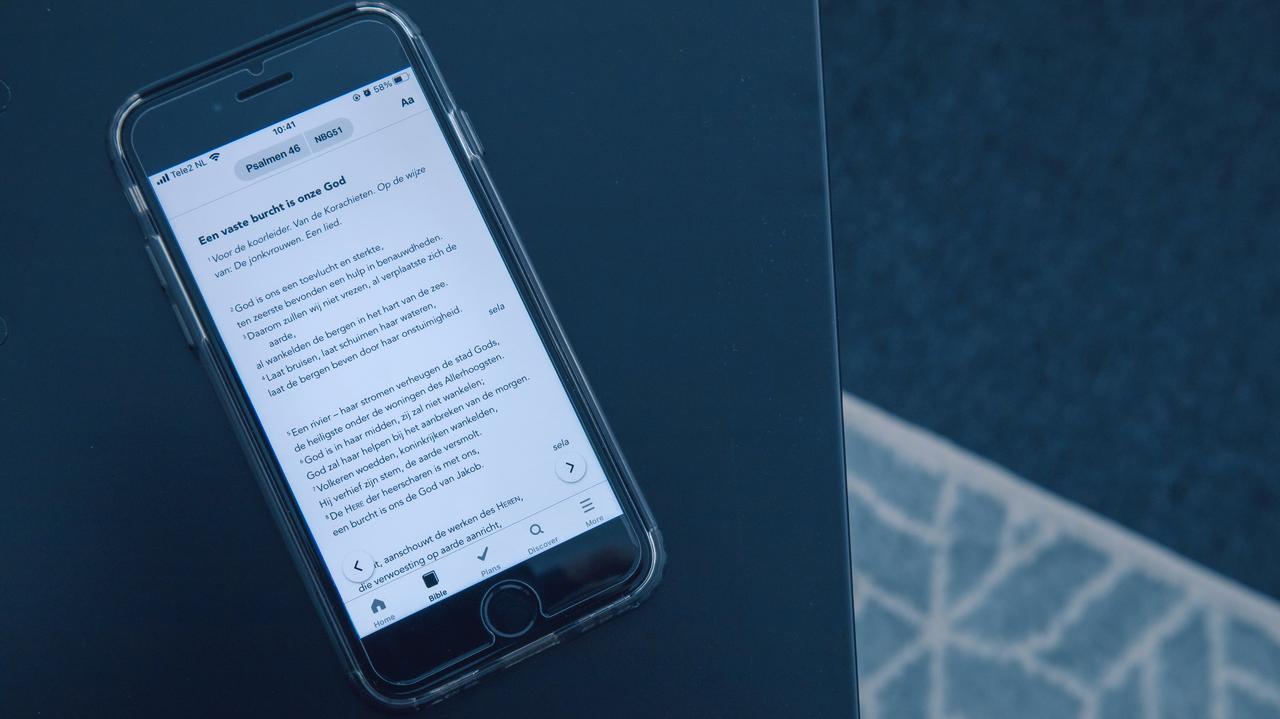 Tele2 NL 10:41 58%
Psalmen 46 NBG51 Aa
Een vaste burcht is onze God
1 Voor de koorleider. Van de Korachieten. Op de wijze
van: De jonkvrouwen. Een lied.
2 God is ons een toevlucht en sterkte,
ten zeerste bevonden een hulp in benauwdheden.
3 Daarom zullen wij niet vrezen, al verplaatste zich de
aarde,
al wankelden de bergen in het hart van de zee.
4 Laat bruisen, laat schuimen haar wateren,
laat de bergen beven door haar onstuimigheid.
sela
5 Een rivier – haar stromen verheugen de stad Gods,
de heiligste onder de woningen des Allerhoogsten.
6 God is in haar midden, zij zal niet wankelen;
God zal haar helpen bij het aanbreken van de morgen.
7 Volkeren woedden, koninkrijken wankelden,
Hij verhief zijn stem, de aarde versmolt.
8 De HERE der heerscharen is met ons,
een burcht is ons de God van Jakob.
sela
it, aanschouwt de werken des HEREN,
die verwoesting op aarde aanricht,
Home Bible Plans Discover More